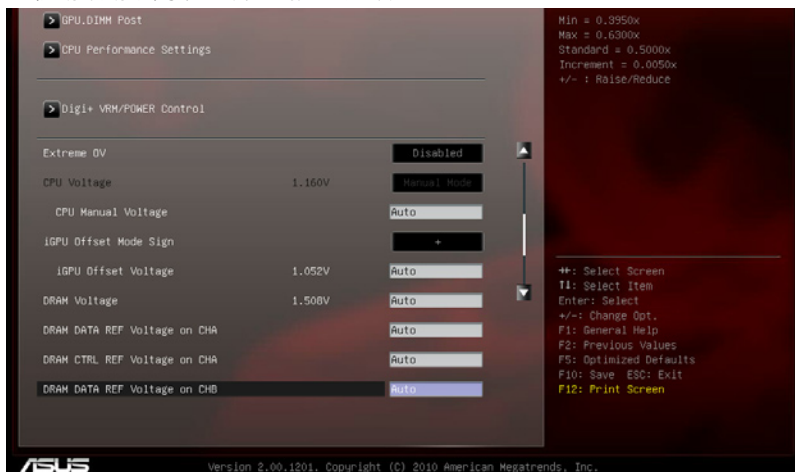 GPU.DIMM Post
CPU Performance Settings
Digi+ VRM/POWER Control
Extreme OV Disabled
CPU Voltage 1.160V Manual Mode
CPU Manual Voltage Auto
iGPU Offset Mode Sign +
iGPU Offset Voltage 1.052V Auto
DRAM Voltage 1.508V Auto
DRAM DATA REF Voltage on CHA Auto
DRAM CTRL REF Voltage on CHA Auto
DRAM DATA REF Voltage on CHB Auto
Min = 0.3950x
Max = 0.6300x
Standard = 0.5000x
Increment = 0.0050x
+/- : Raise/Reduce
→←: Select Screen
↑↓: Select Item
Enter: Select
+/-: Change Opt.
F1: General Help
F2: Previous Values
F5: Optimized Defaults
F10: Save ESC: Exit
F12: Print Screen
ASUS
Version 2.00.1201. Copyright (C) 2010 American Megatrends, Inc.